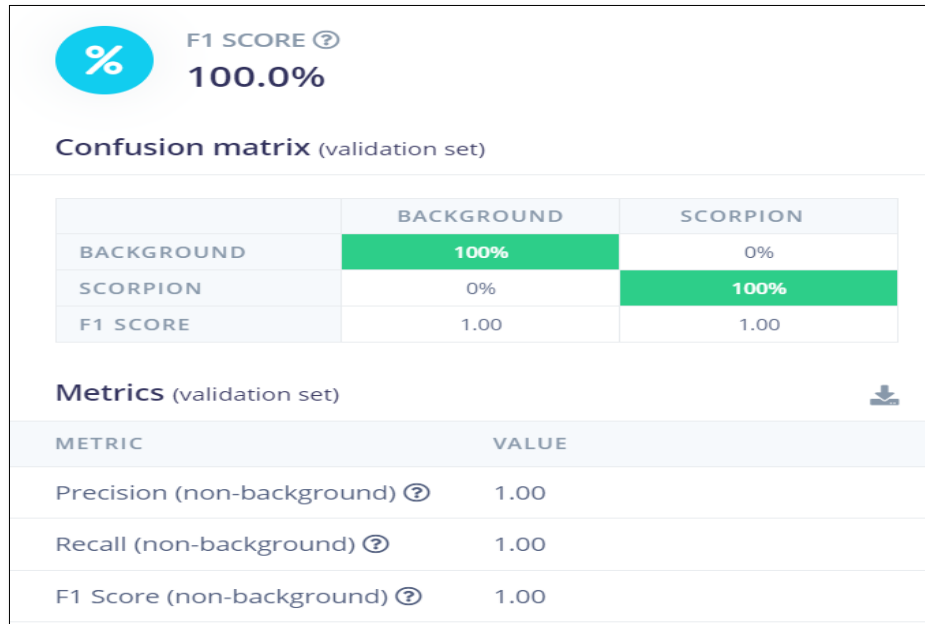 %
F1 SCORE ?
100.0%
Confusion matrix (validation set)
BACKGROUND SCORPION
BACKGROUND 100% 0%
SCORPION 0% 100%
F1 SCORE 1.00 1.00
Metrics (validation set)
METRIC VALUE
Precision (non-background) ? 1.00
Recall (non-background) ? 1.00
F1 Score (non-background) ? 1.00